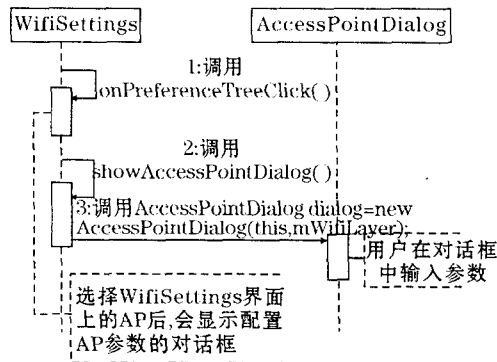 WifiSettings
AccessPointDialog
1:调用
onPreferenceTreeClick( )
2:调用
showAccessPointDialog( )
3:调用AccessPointDialog dialog=new
AccessPointDialog(this,mWifiLayer);
用户在对话框
中输入参数
选择WifiSettings界面
上的AP后,会显示配置
AP参数的对话框